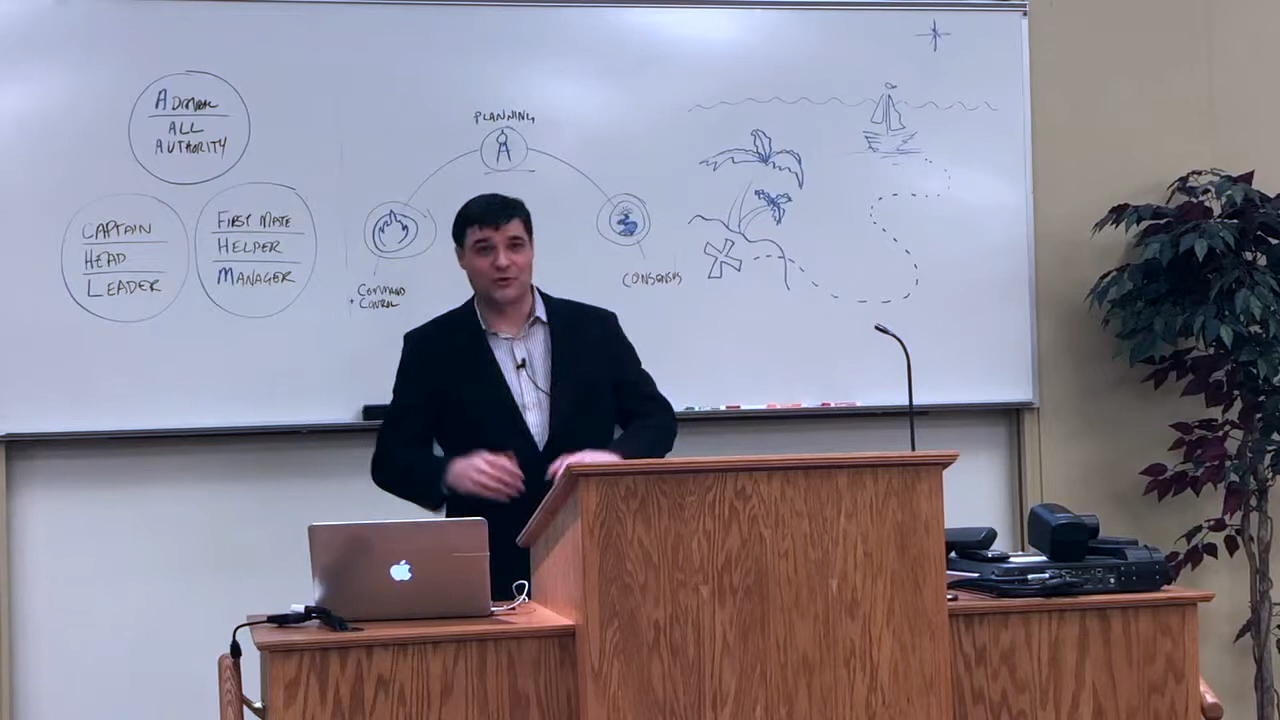 ADMIRAL
ALL
AUTHORITY
CAPTAIN
HEAD
LEADER
FIRST MATE
HELPER
MANAGER
PLANNING
COMMAND
+ CONTROL
CONSENSUS